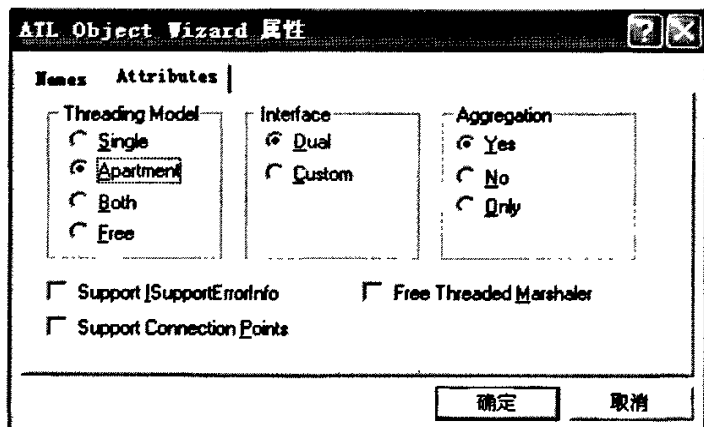 ATL Object Wizard 属性
Names Attributes
Threading Model
Single
Apartment
Both
Free
Interface
Dual
Custom
Aggregation
Yes
No
Only
Support ISupportErrorInfo
Free Threaded Marshaler
Support Connection Points
确定 取消